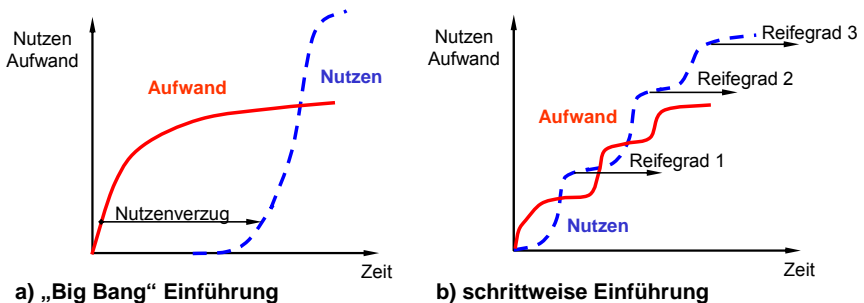 Nutzen
Aufwand
Aufwand
Nutzen
Nutzenverzug
Zeit
a) „Big Bang“ Einführung
Nutzen
Aufwand
Reifegrad 3
Reifegrad 2
Aufwand
Reifegrad 1
Nutzen
Zeit
b) schrittweise Einführung